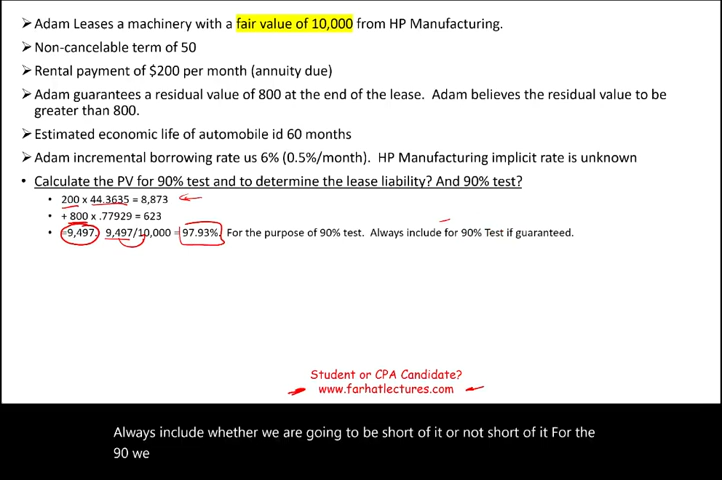 ➢ Adam Leases a machinery with a fair value of 10,000 from HP Manufacturing.
➢ Non-cancelable term of 50
➢ Rental payment of $200 per month (annuity due)
➢ Adam guarantees a residual value of 800 at the end of the lease. Adam believes the residual value to be
greater than 800.
➢ Estimated economic life of automobile id 60 months
➢ Adam incremental borrowing rate us 6% (0.5%/month). HP Manufacturing implicit rate is unknown
• Calculate the PV for 90% test and to determine the lease liability? And 90% test?
• 200 x 44.3635 = 8,873
• + 800 x .77929 = 623
• =9,497. 9,497/10,000 = 97.93%. For the purpose of 90% test. Always include for 90% Test if guaranteed.
Student or CPA Candidate?
www.farhatlectures.com
Always include whether we are going to be short of it or not short of it For the
90 we